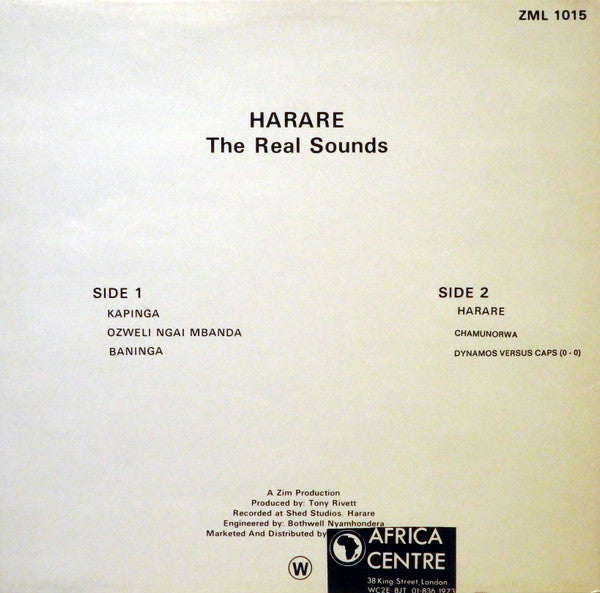 ZML 1015
HARARE
The Real Sounds
SIDE 1
KAPINGA
OZWELI NGAI MBANDA
BANINGA
SIDE 2
HARARE
CHAMUNORWA
DYNAMOS VERSUS CAPS (0-0)
A Zim Production
Produced by: Tony Rivett
Recorded at Shed Studios. Harare
Engineered by: Bothwell Nyamhondera
Marketed And Distributed by
W
AFRICA
CENTRE
38 King Street, London
WC2E 8JT 01-836 1973